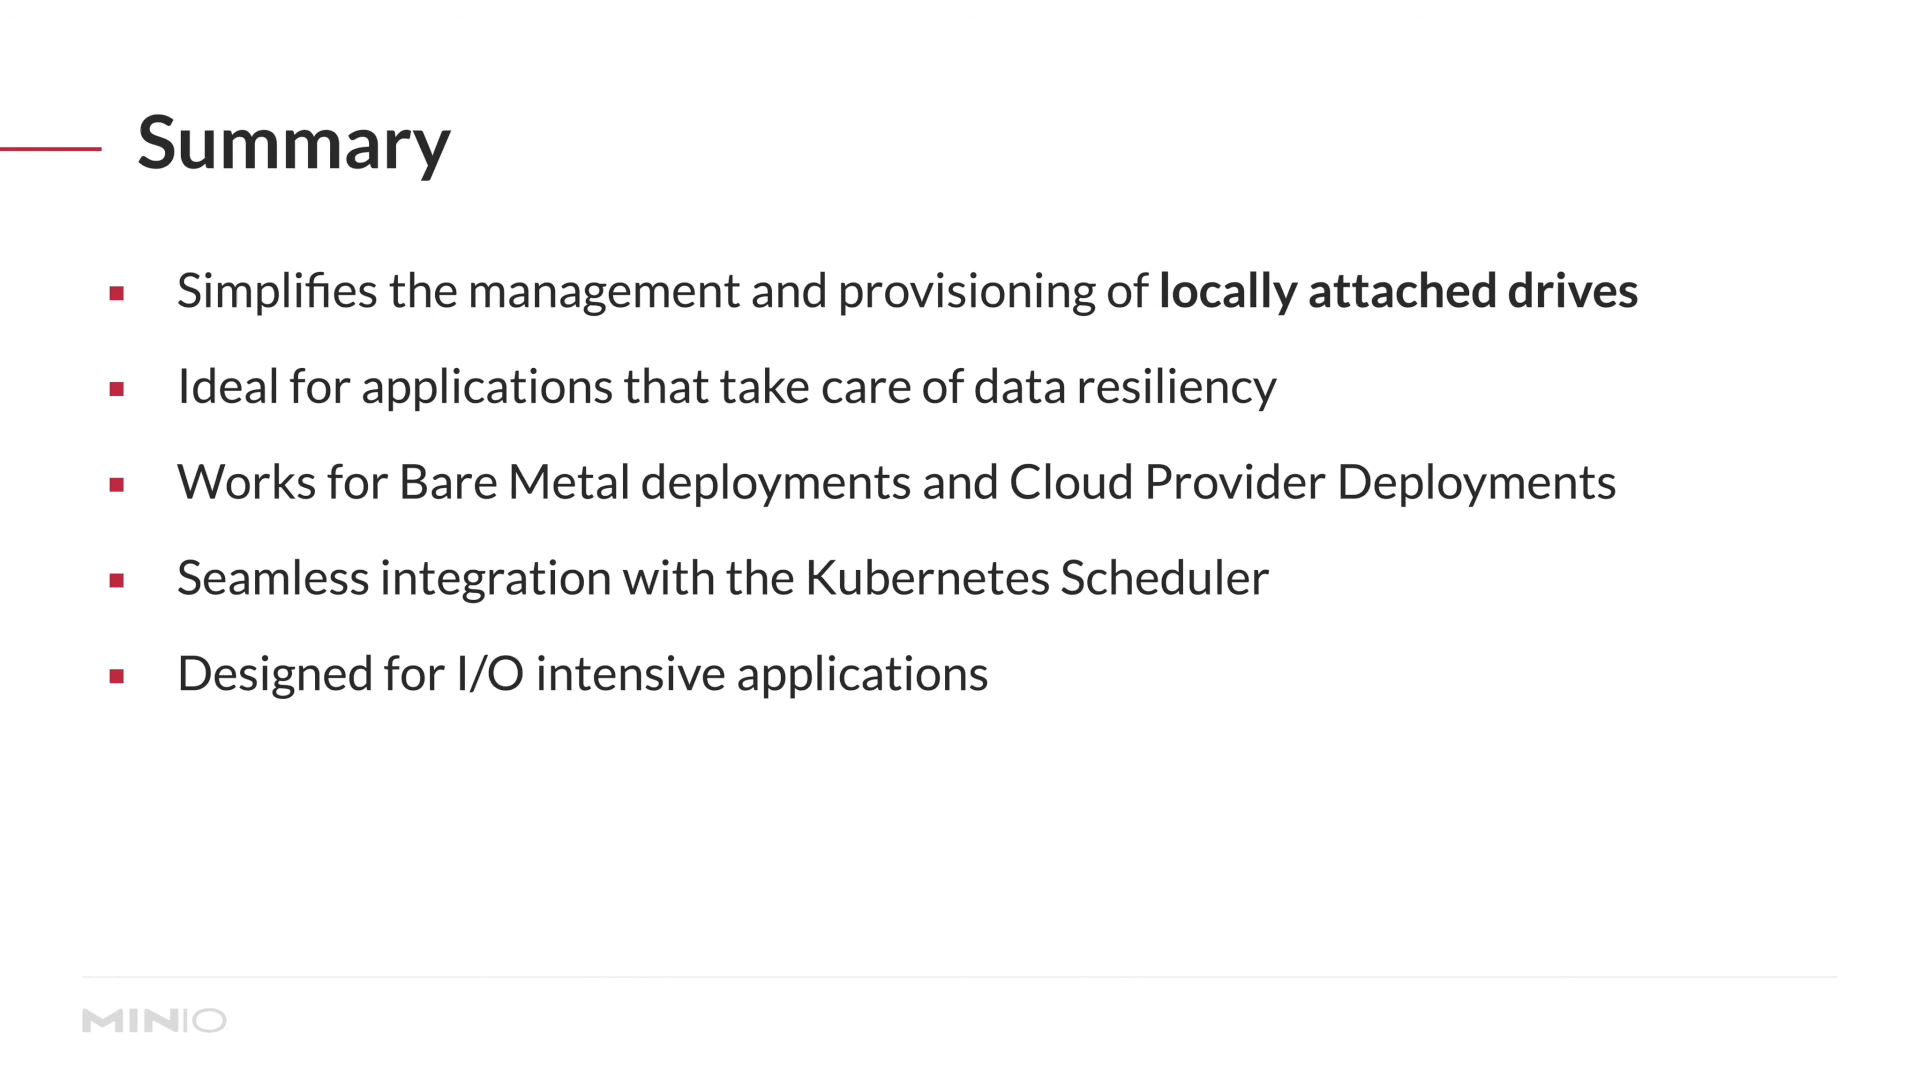 Summary
Simplifies the management and provisioning of locally attached drives
Ideal for applications that take care of data resiliency
Works for Bare Metal deployments and Cloud Provider Deployments
Seamless integration with the Kubernetes Scheduler
Designed for I/O intensive applications
MINIO